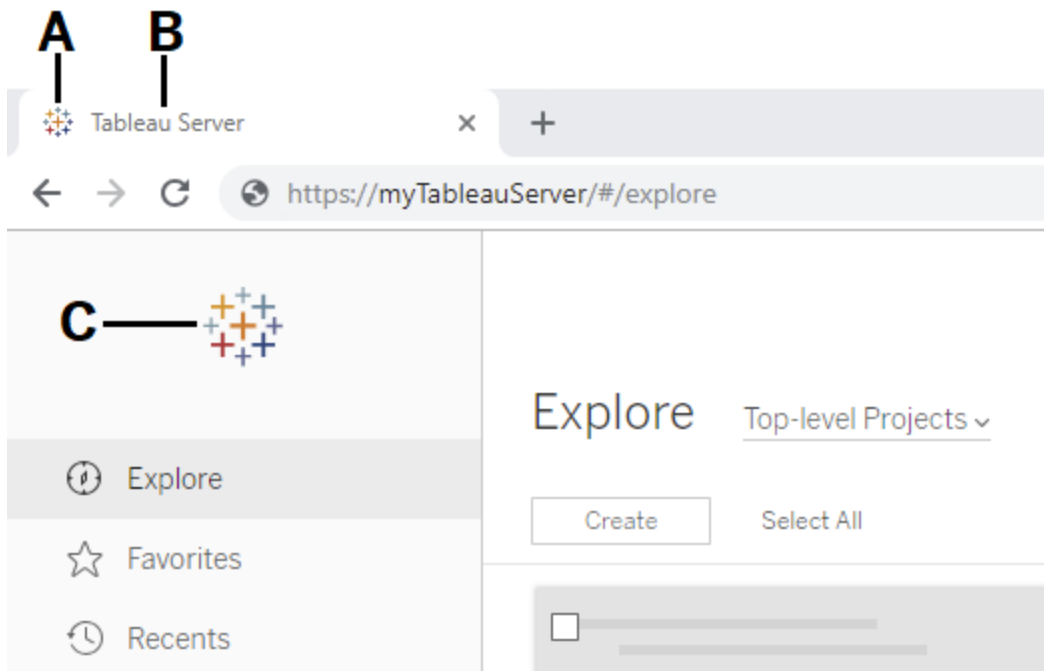 A B
Tableau Server
https://myTableauServer/#/explore
C
Explore
Favorites
Recents
Explore Top-level Projects
Create Select All